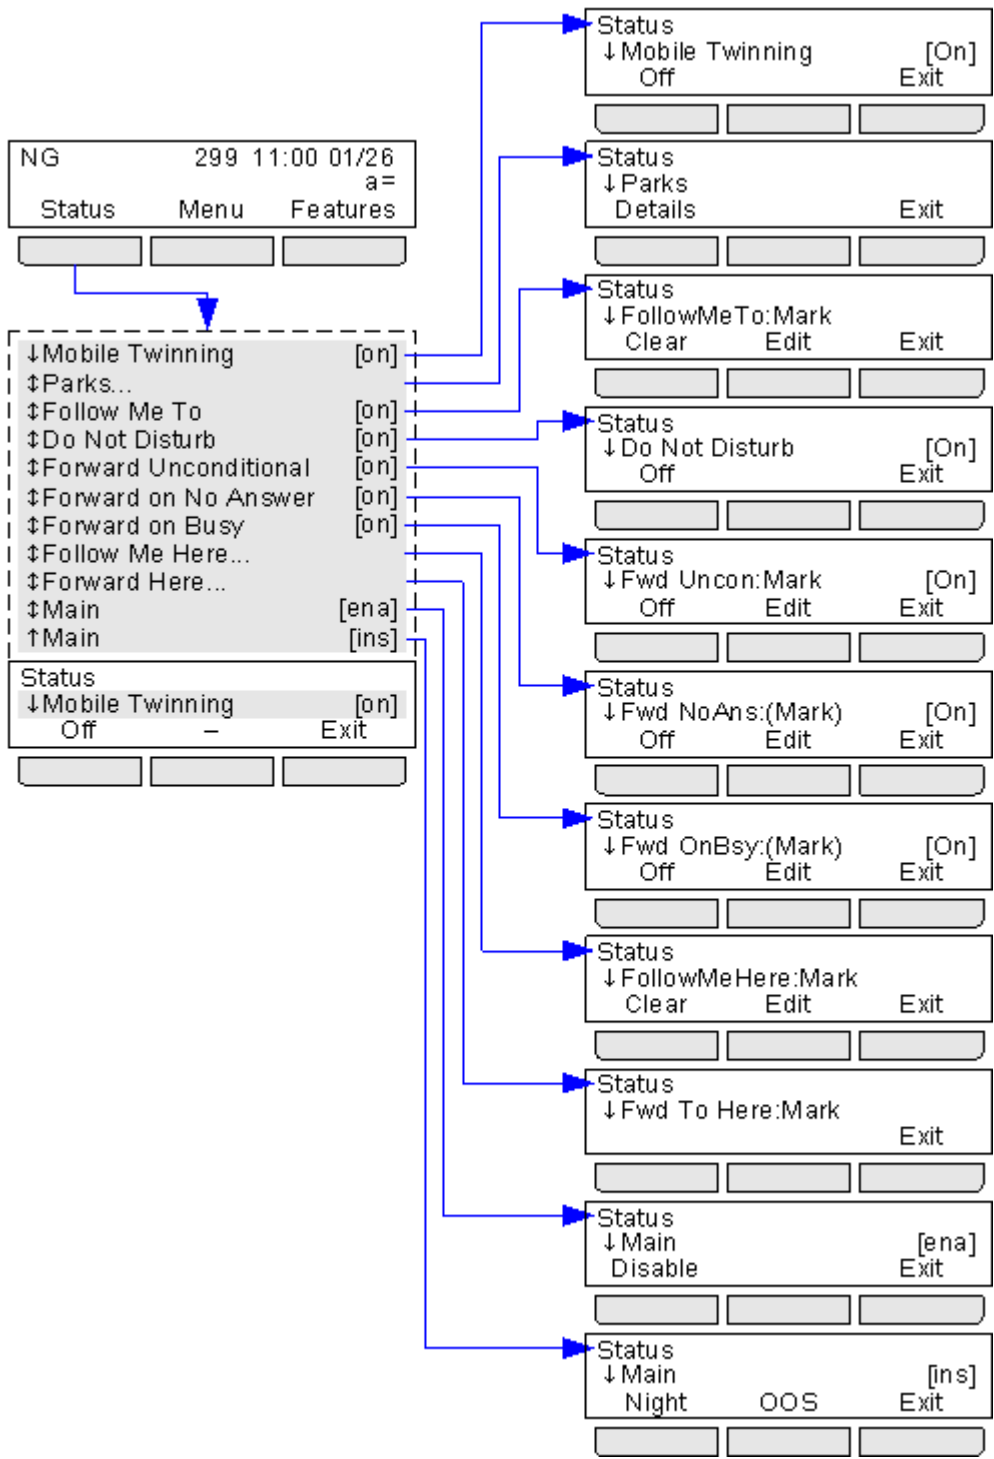 NG 299 11:00 01/26
a=
Status Menu Features
↓Mobile Twinning [on]
↕Parks...
↕Follow Me To [on]
↕Do Not Disturb [on]
↕Forward Unconditional [on]
↕Forward on No Answer [on]
↕Forward on Busy [on]
↕Follow Me Here...
↕Forward Here...
↕Main [ena]
↑Main [ins]
Status
↓Mobile Twinning [on]
Off – Exit
Status
↓Mobile Twinning [On]
Off Exit
Status
↓Parks
Details Exit
Status
↓FollowMeTo:Mark
Clear Edit Exit
Status
↓Do Not Disturb [On]
Off Exit
Status
↓Fwd Uncon:Mark [On]
Off Edit Exit
Status
↓Fwd NoAns:(Mark) [On]
Off Edit Exit
Status
↓Fwd OnBsy:(Mark) [On]
Off Edit Exit
Status
↓FollowMeHere:Mark
Clear Edit Exit
Status
↓Fwd To Here:Mark
Exit
Status
↓Main [ena]
Disable Exit
Status
↓Main [ins]
Night OOS Exit